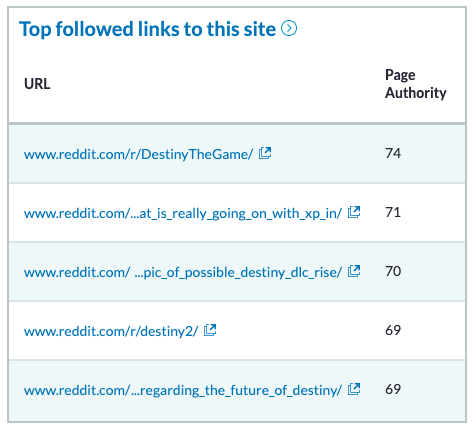 Top followed links to this site
URL
Page
Authority
www.reddit.com/r/DestinyTheGame/ 74
www.reddit.com/...at_is_really_going_on_with_xp_in/ 71
www.reddit.com/ ...pic_of_possible_destiny_dlc_rise/ 70
www.reddit.com/r/destiny2/ 69
www.reddit.com/...regarding_the_future_of_destiny/ 69